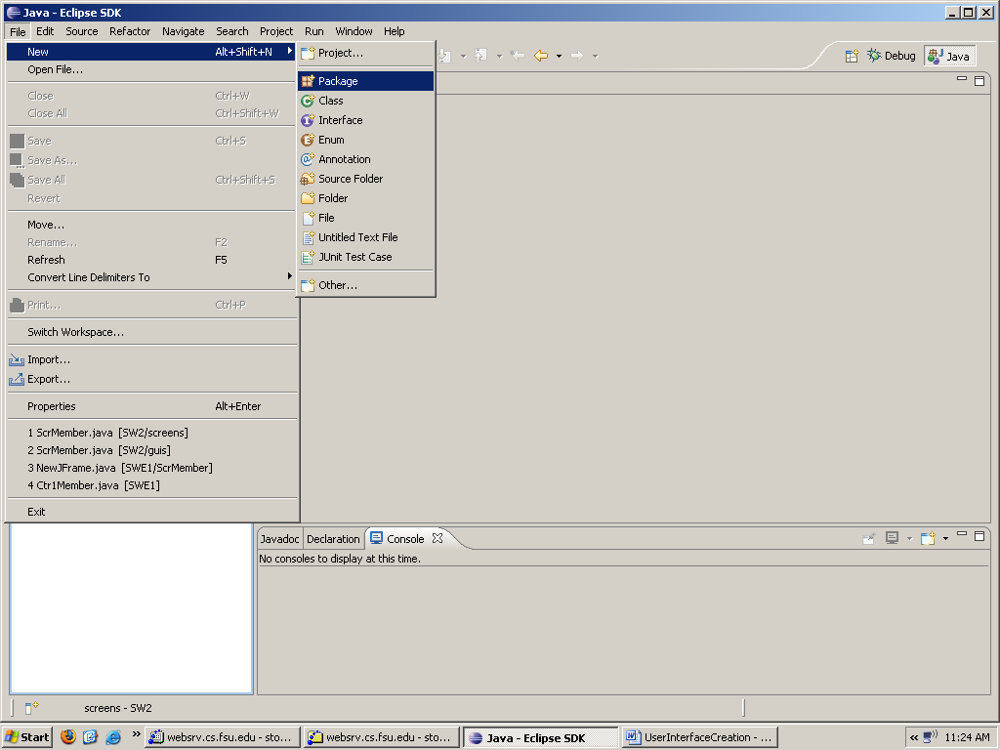 Java - Eclipse SDK
File Edit Source Refactor Navigate Search Project Run Window Help
Debug Java
New Alt+Shift+N
Open File...
Close Ctrl+W
Close All Ctrl+Shift+W
Save Ctrl+S
Save As...
Save All Ctrl+Shift+S
Revert
Move...
Rename... F2
Refresh F5
Convert Line Delimiters To
Print... Ctrl+P
Switch Workspace...
Import...
Export...
Properties Alt+Enter
1 ScrMember.java [SW2/screens]
2 ScrMember.java [SW2/guis]
3 NewJFrame.java [SWE1/ScrMember]
4 Ctr1Member.java [SWE1]
Exit
Project...
Package
Class
Interface
Enum
Annotation
Source Folder
Folder
File
Untitled Text File
JUnit Test Case
Other...
Javadoc Declaration Console
No consoles to display at this time.
screens - SW2
Start » websrv.cs.fsu.edu - sto... websrv.cs.fsu.edu - sto... Java - Eclipse SDK UserInterfaceCreation - ... « 11:24 AM